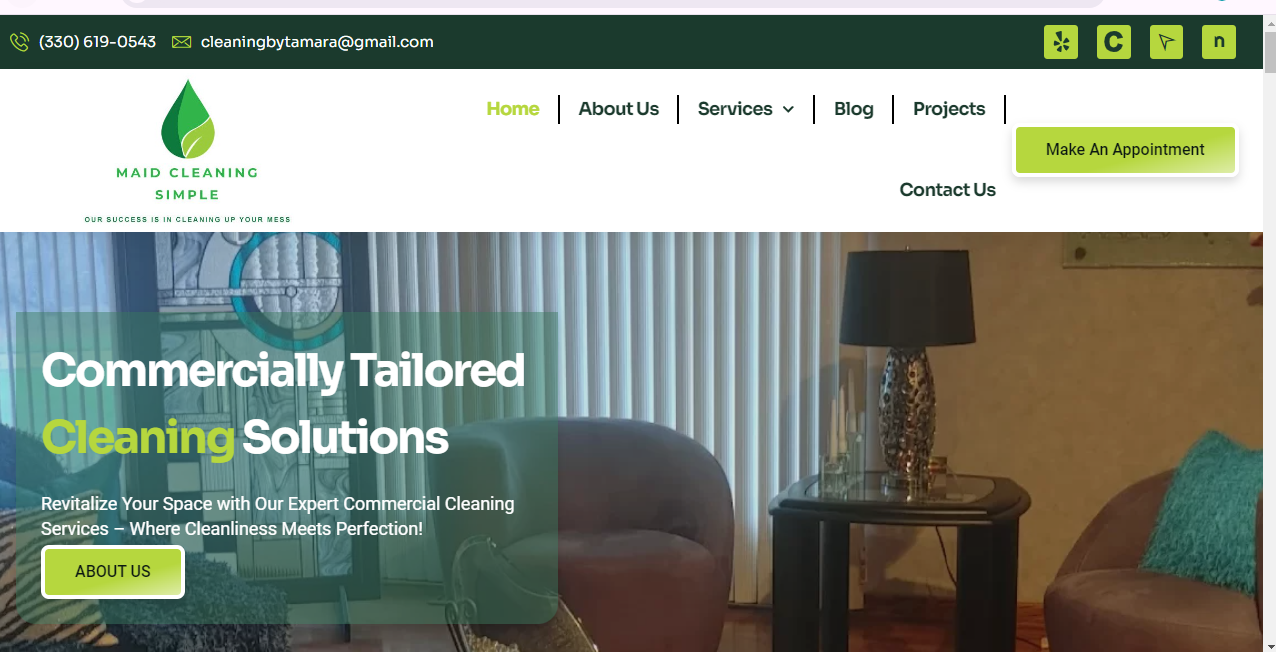 (330) 619-0543 cleaningbytamara@gmail.com
C n
MAID CLEANING
SIMPLE
OUR SUCCESS IS IN CLEANING UP YOUR MESS
Home About Us Services Blog Projects
Make An Appointment
Contact Us
Commercially Tailored
Cleaning Solutions
Revitalize Your Space with Our Expert Commercial Cleaning
Services – Where Cleanliness Meets Perfection!
ABOUT US